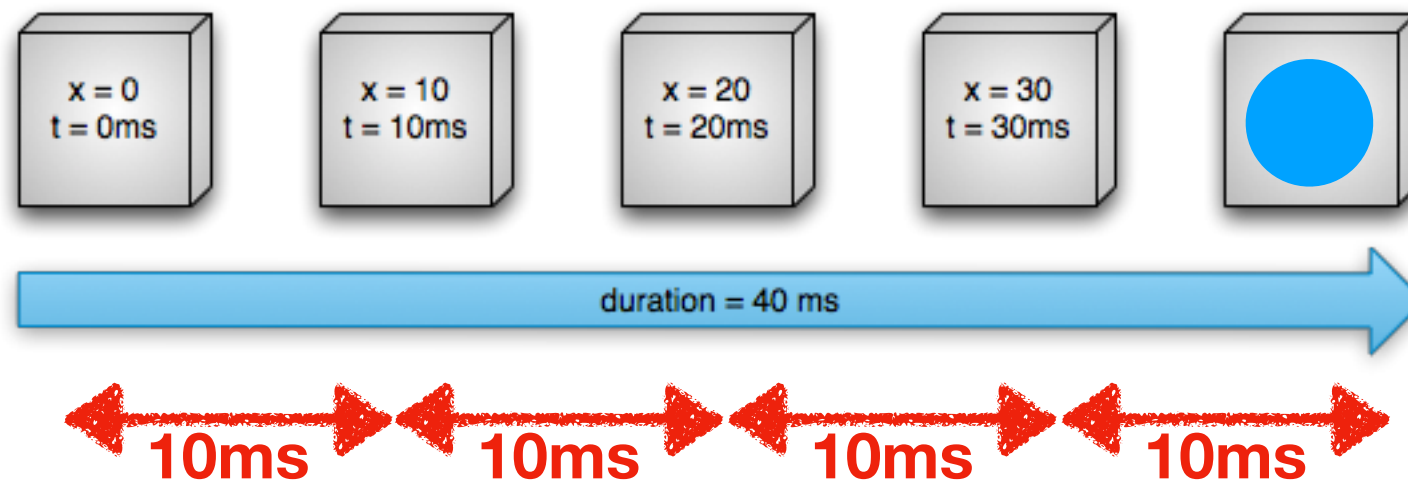 x = 0
t = 0ms
x = 10
t = 10ms
x = 20
t = 20ms
x = 30
t = 30ms
duration = 40 ms
10ms
10ms
10ms
10ms